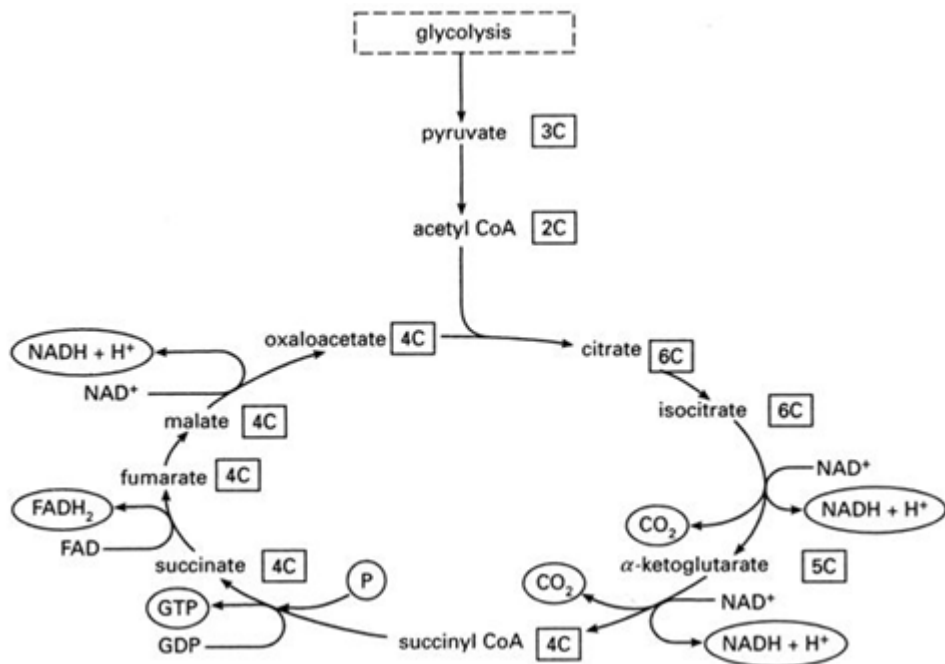 glycolysis
pyruvate 3C
acetyl CoA 2C
oxaloacetate 4C
citrate 6C
isocitrate 6C
NAD⁺
NADH + H⁺
CO₂
α-ketoglutarate 5C
NAD⁺
NADH + H⁺
CO₂
succinyl CoA 4C
P
GTP
GDP
succinate 4C
FADH₂
FAD
fumarate 4C
malate 4C
NADH + H⁺
NAD⁺